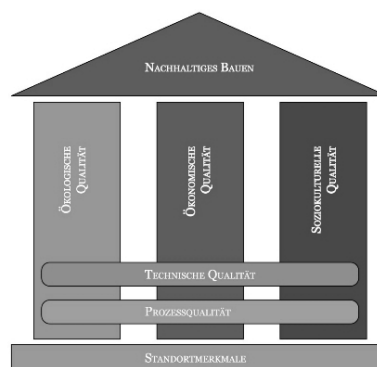 Nachhaltiges Bauen
Ökologische
Qualität
Ökonomische
Qualität
Soziokulturelle
Qualität
Technische Qualität
Prozessqualität
Standortmerkmale